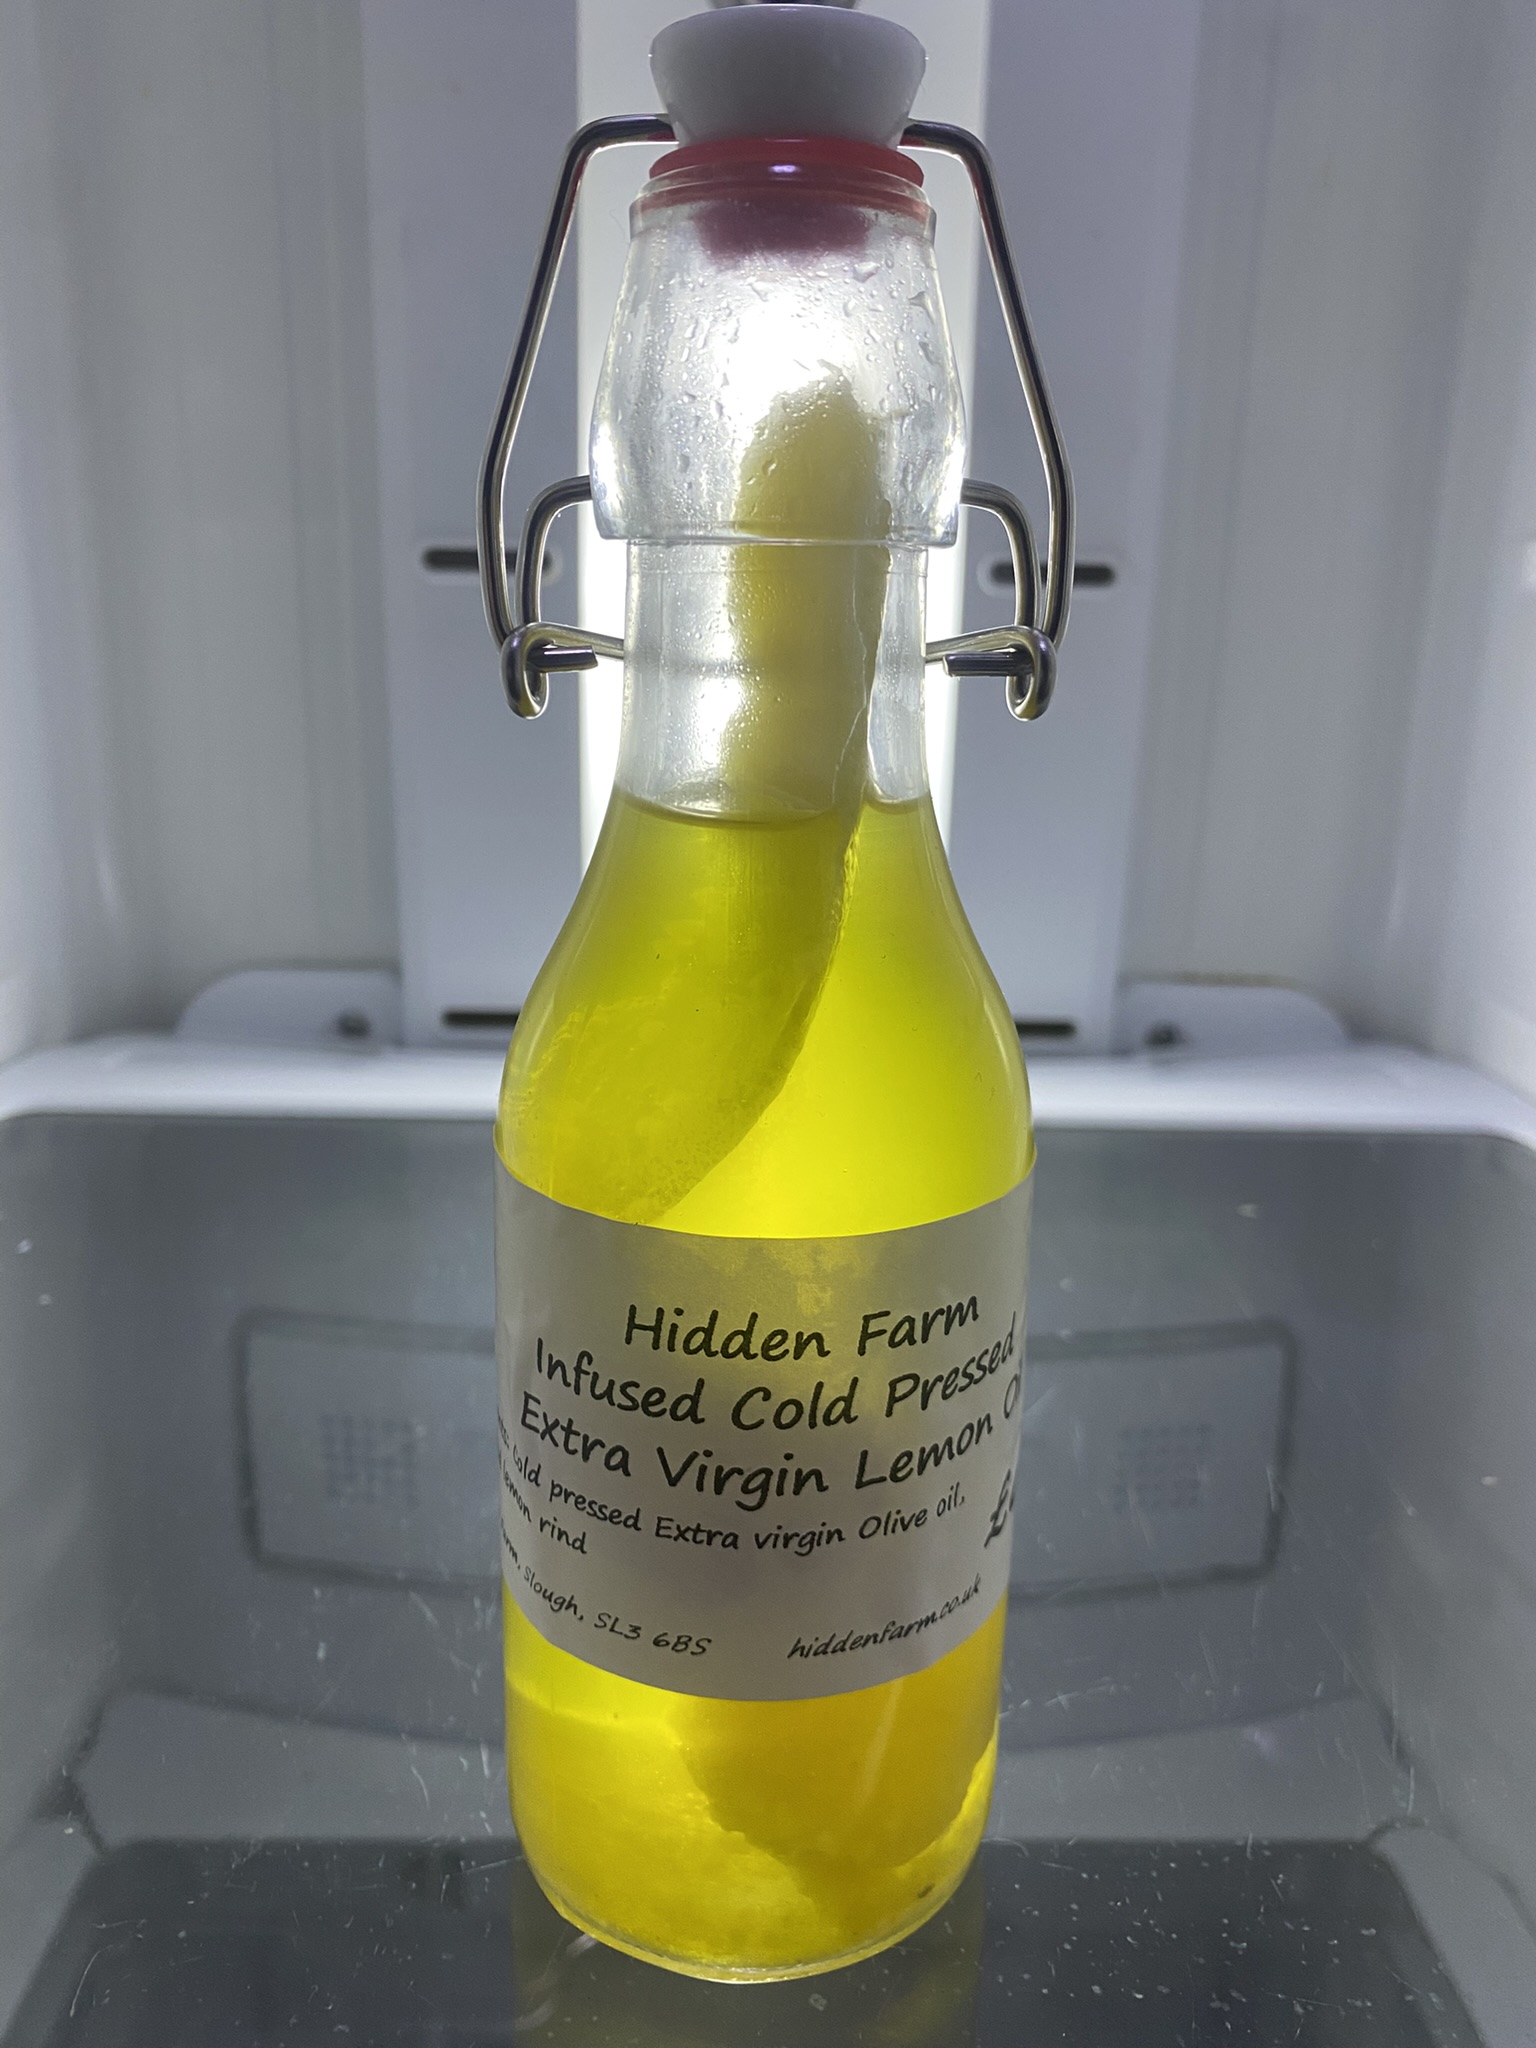 Hidden Farm
Infused Cold Pressed
Extra Virgin Lemon
Cold pressed Extra virgin Olive oil,
lemon rind
£
Slough, SL3 6BS
hiddenfarm.co.uk